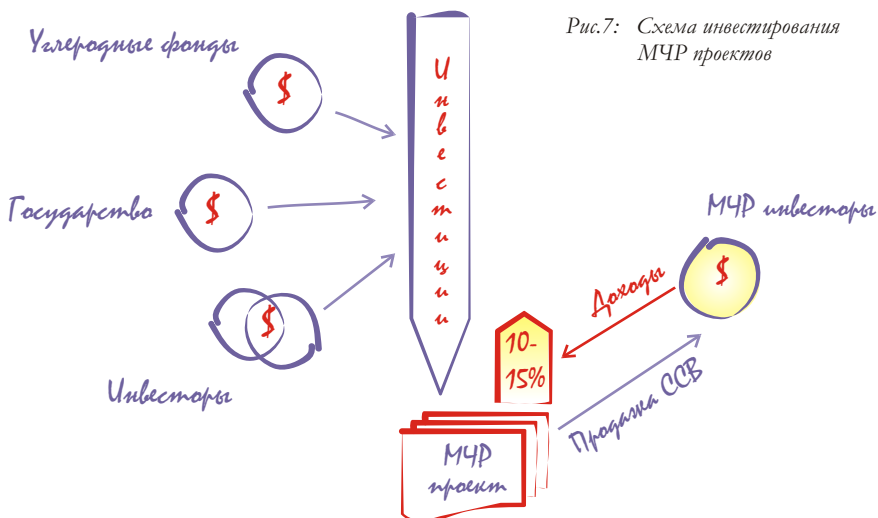 Рис.7: Схема инвестирования
МЧР проектов
Углеродные фонды
$
Государство
$
Инвесторы
$
Инвестиции
МЧР инвесторы
$
Доходы
Продажа ССВ
10-
15%
МЧР
проект